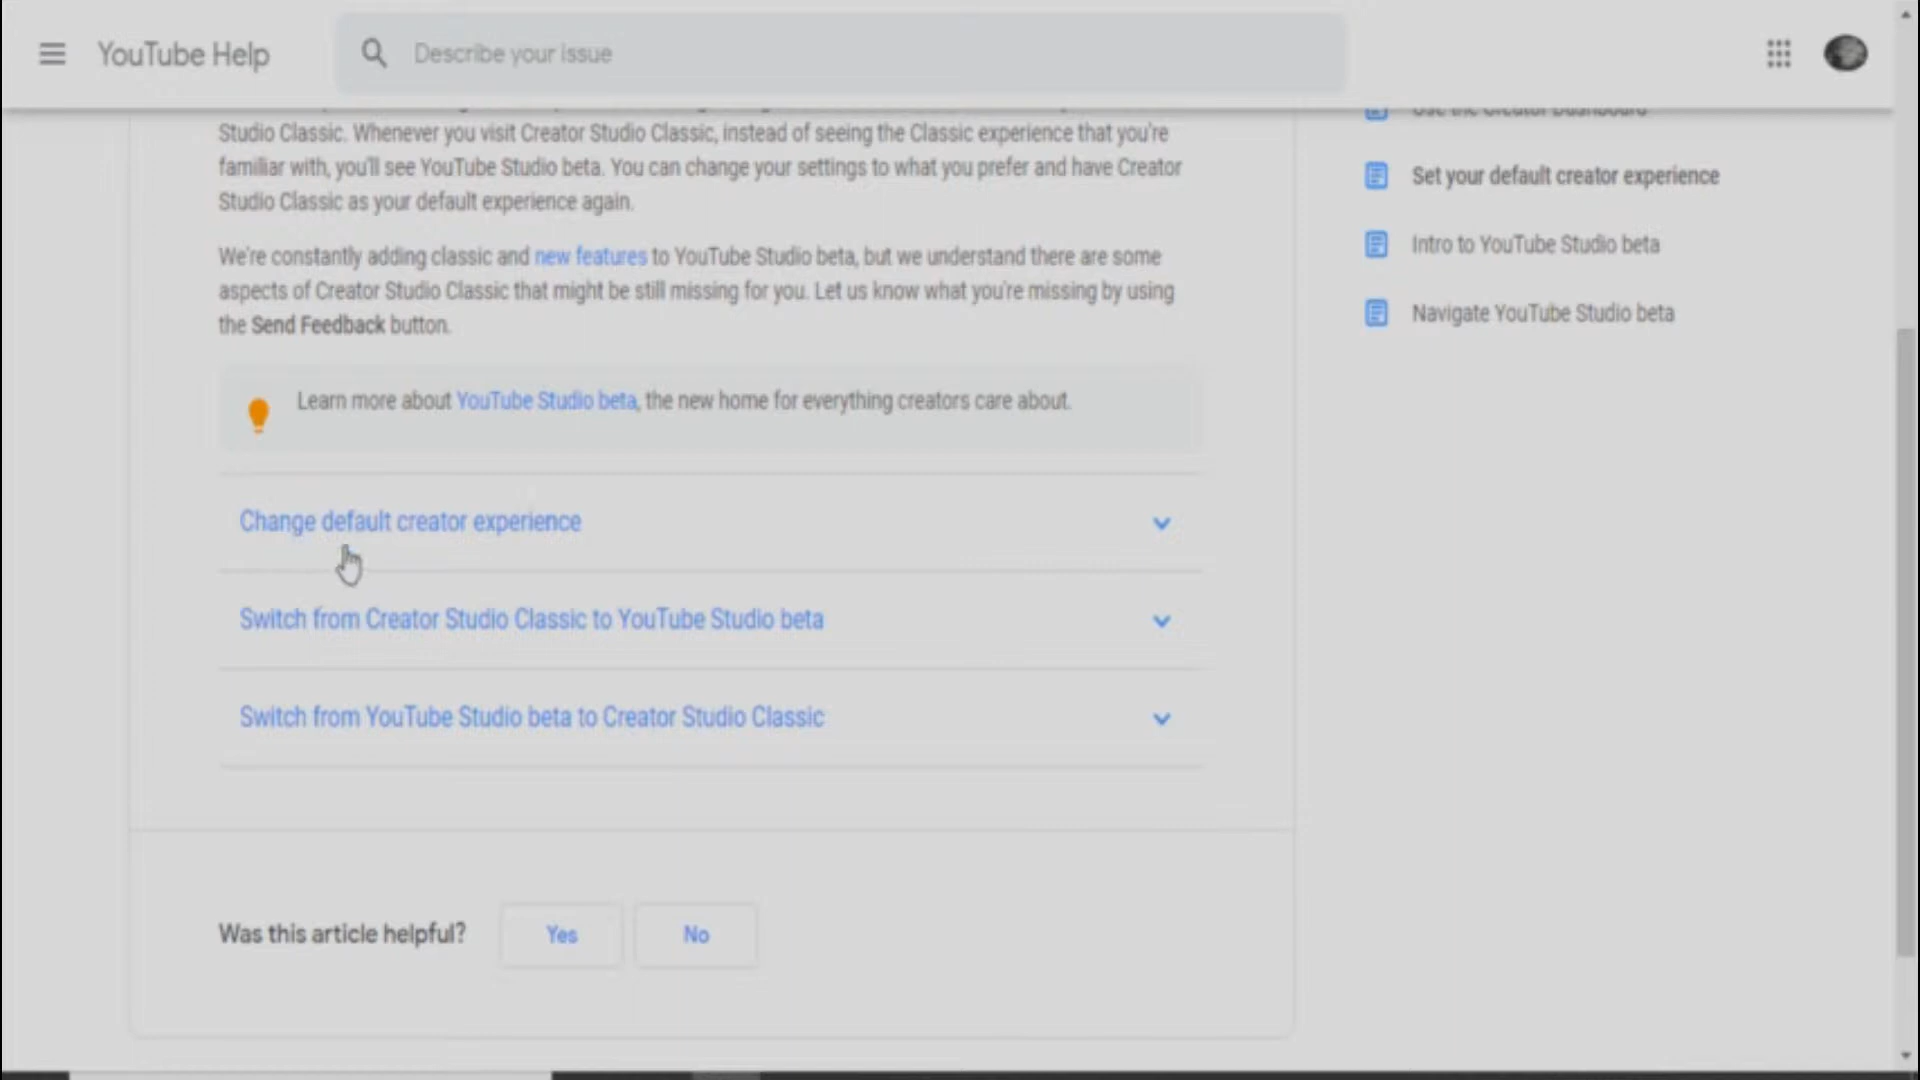 YouTube Help
Describe your issue
Studio Classic. Whenever you visit Creator Studio Classic, instead of seeing the Classic experience that you're
familiar with, you'll see YouTube Studio beta. You can change your settings to what you prefer and have Creator
Studio Classic as your default experience again.
We're constantly adding classic and new features to YouTube Studio beta, but we understand there are some
aspects of Creator Studio Classic that might be still missing for you. Let us know what you're missing by using
the Send Feedback button.
Learn more about YouTube Studio beta, the new home for everything creators care about.
Change default creator experience
Switch from Creator Studio Classic to YouTube Studio beta
Switch from YouTube Studio beta to Creator Studio Classic
Was this article helpful?
Yes
No
Use the Creator Dashboard
Set your default creator experience
Intro to YouTube Studio beta
Navigate YouTube Studio beta